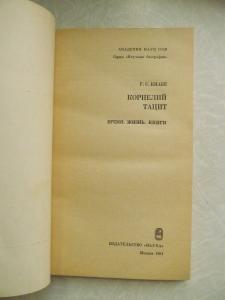 АКАДЕМИЯ НАУК СССР
Серия «Научные биографии»
Г. С. КНАБЕ
КОРНЕЛИЙ
ТАЦИТ
ВРЕМЯ. ЖИЗНЬ. КНИГИ
ИЗДАТЕЛЬСТВО «НАУКА»
Москва 1981